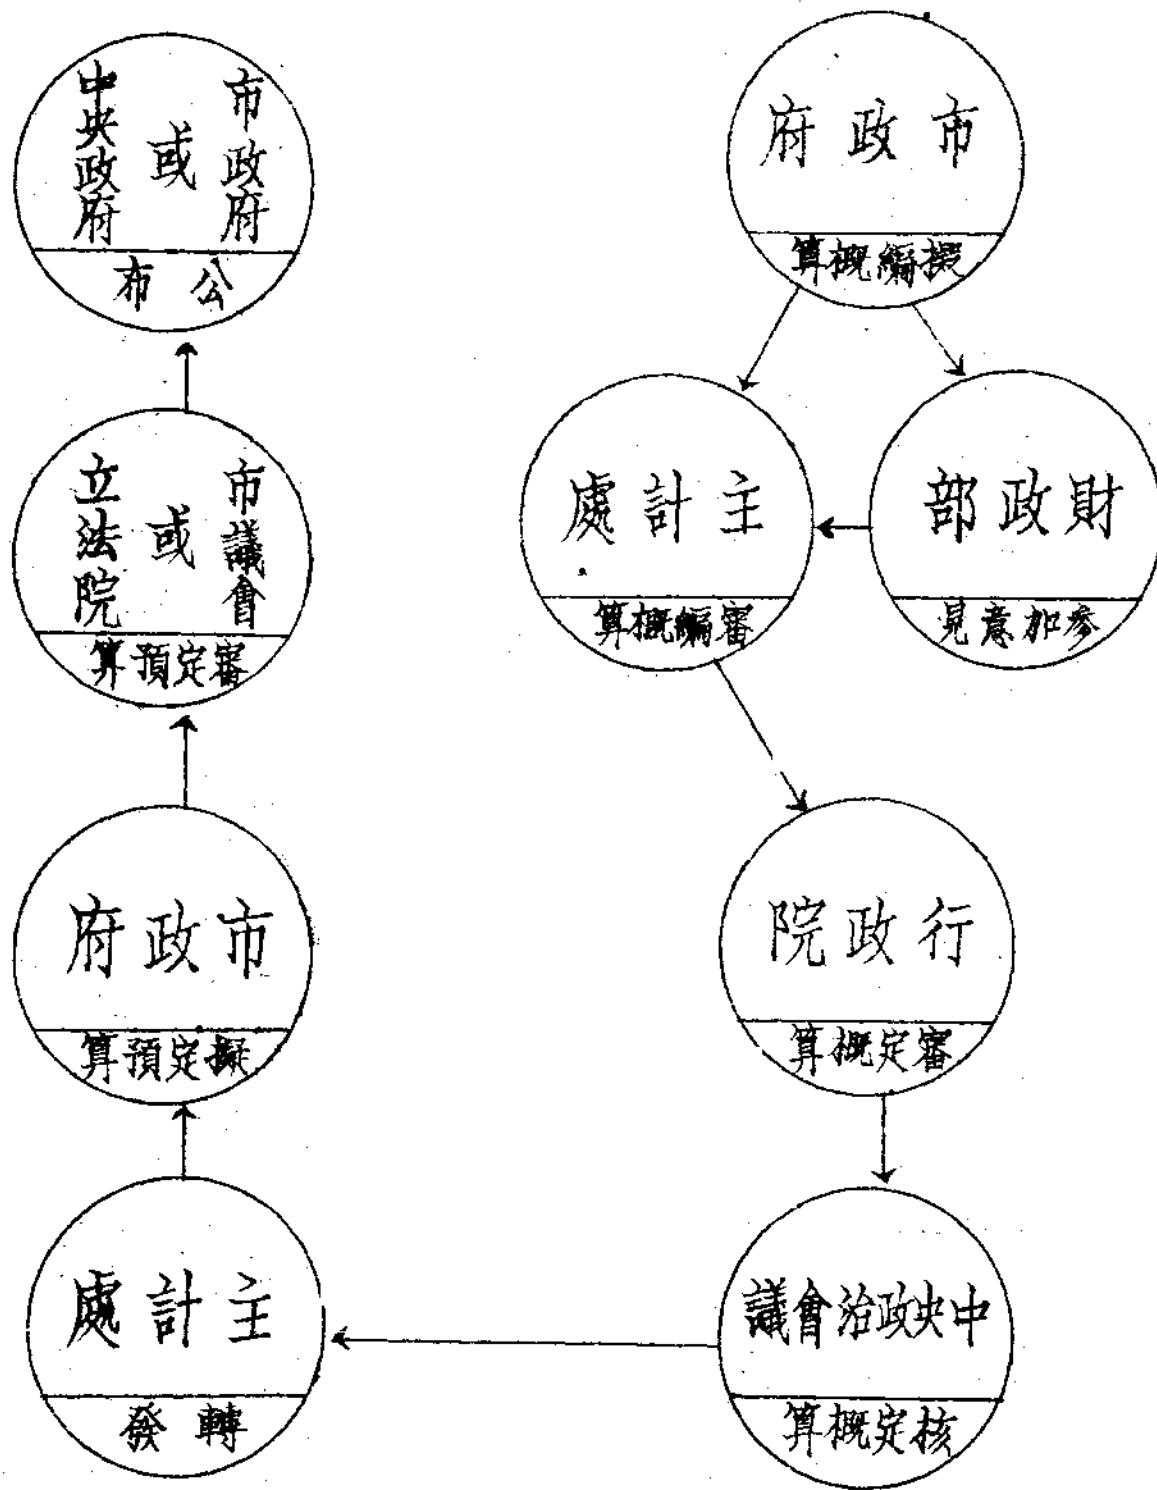 市政府
擬編概算
財政部
參加意見
主計處
審編概算
行政院
審定概算
中央政治會議
核定概算
主計處
轉發
市政府
擬定預算
市議會
或
立法院
審定預算
市政府
或
中央政府
公布